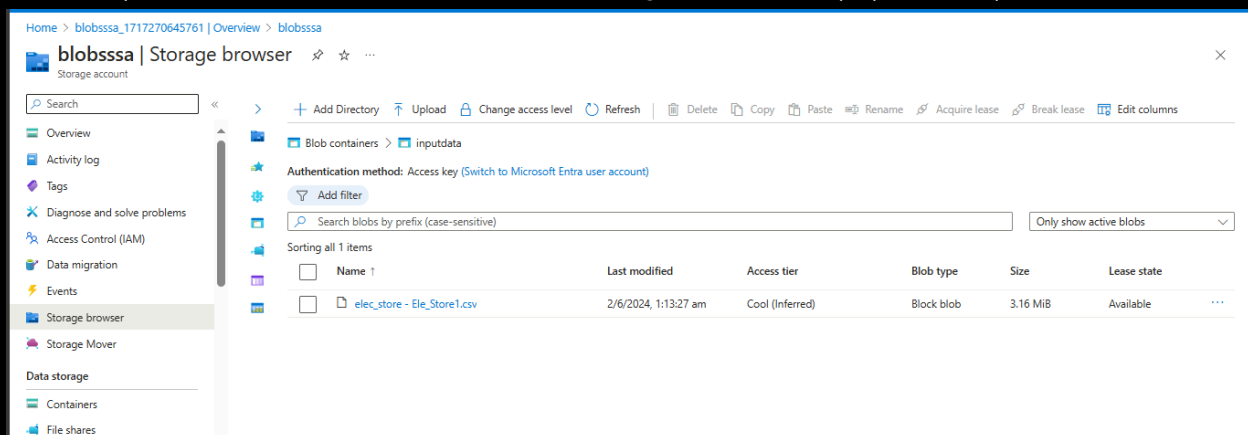 Home > blobsssa_1717270645761 | Overview > blobsssa
blobsssa | Storage browser ...
Storage account
Search
Overview
Activity log
Tags
Diagnose and solve problems
Access Control (IAM)
Data migration
Events
Storage browser
Storage Mover
Data storage
Containers
File shares
Add Directory Upload Change access level Refresh Delete Copy Paste Rename Acquire lease Break lease Edit columns
Blob containers > inputdata
Authentication method: Access key (Switch to Microsoft Entra user account)
Add filter
Search blobs by prefix (case-sensitive) Only show active blobs
Sorting all 1 items
Name ↑ Last modified Access tier Blob type Size Lease state
elec_store - Ele_Store1.csv 2/6/2024, 1:13:27 am Cool (Inferred) Block blob 3.16 MiB Available ...